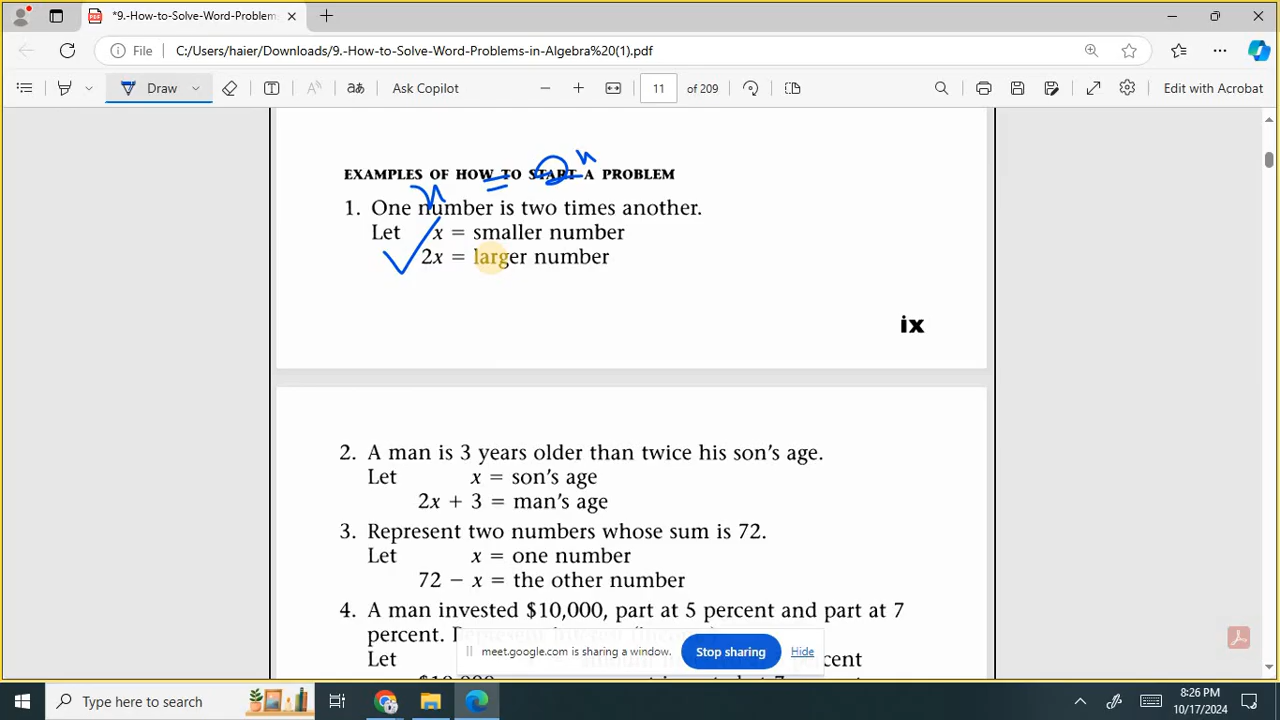 *9.-How-to-Solve-Word-Problem
File
C:/Users/haier/Downloads/9.-How-to-Solve-Word-Problems-in-Algebra%20(1).pdf
Draw
Ask Copilot
11 of 209
Edit with Acrobat
EXAMPLES OF HOW TO START A PROBLEM
1. One number is two times another.
Let x = smaller number
2x = larger number
ix
2. A man is 3 years older than twice his son's age.
Let x = son's age
2x + 3 = man's age
3. Represent two numbers whose sum is 72.
Let x = one number
72 − x = the other number
4. A man invested $10,000, part at 5 percent and part at 7
percent.
Let
meet.google.com is sharing a window.
Stop sharing
Hide
Type here to search
8:26 PM
10/17/2024